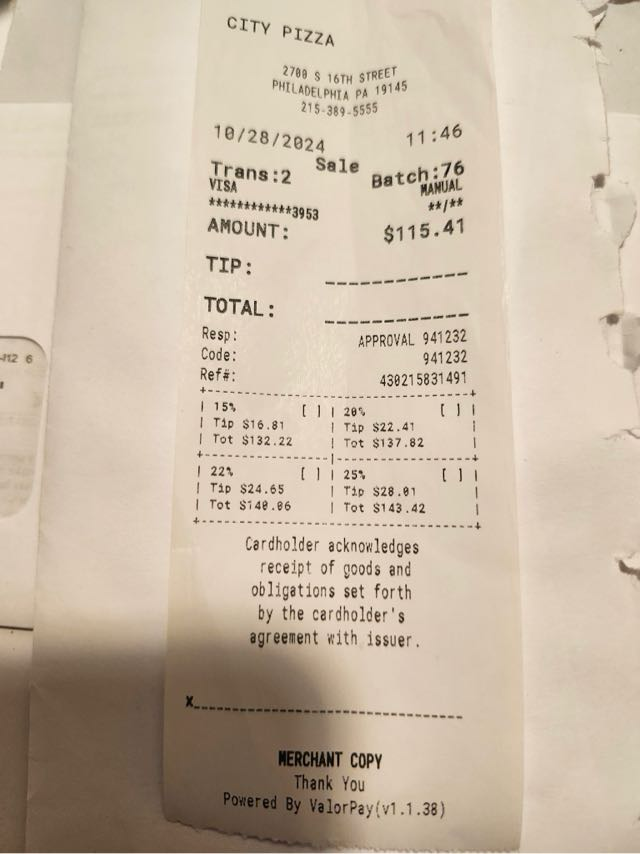 CITY PIZZA
2700 S 16TH STREET
PHILADELPHIA PA 19145
215-389-5555
10/28/2024 11:46
Sale
Trans:2 Batch:76
VISA MANUAL
************3953 **/**
AMOUNT: $115.41
TIP:
TOTAL:
Resp: APPROVAL 941232
Code: 941232
Ref#: 430215831491
15% [ ] 20% [ ]
Tip $16.81 Tip $22.41
Tot $132.22 Tot $137.82
22% [ ] 25% [ ]
Tip $24.65 Tip $28.01
Tot $140.06 Tot $143.42
Cardholder acknowledges
receipt of goods and
obligations set forth
by the cardholder's
agreement with issuer.
x
MERCHANT COPY
Thank You
Powered By ValorPay(v1.1.38)